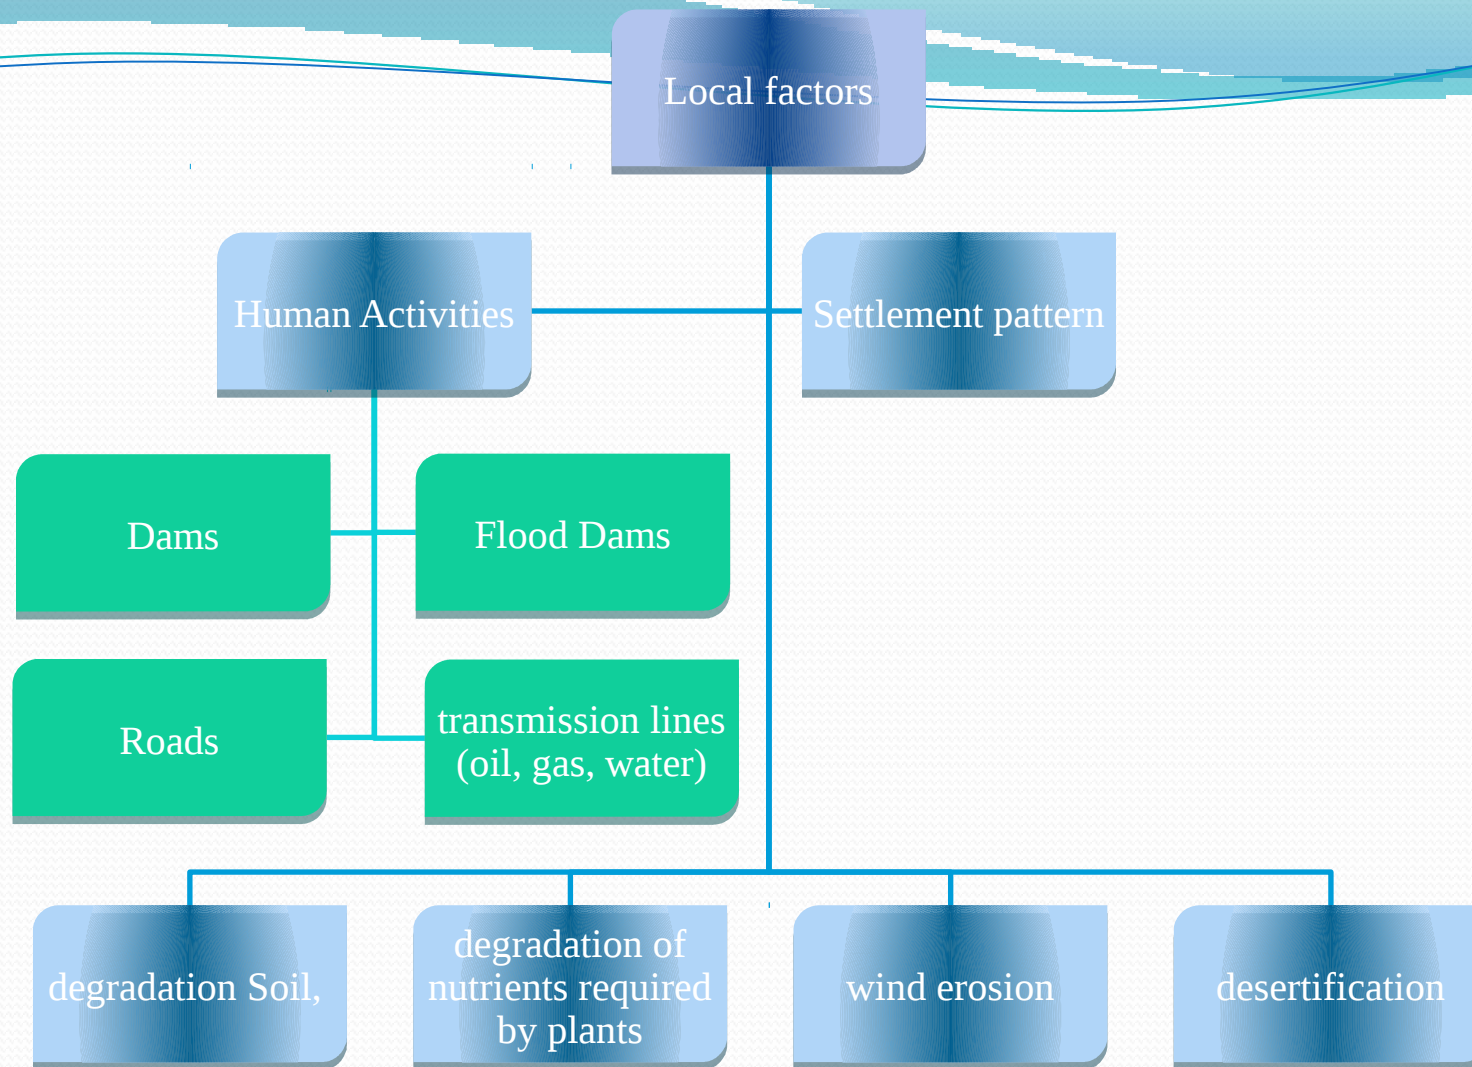 Local factors
Human Activities
Settlement pattern
Dams
Flood Dams
Roads
transmission lines
(oil, gas, water)
degradation Soil,
degradation of
nutrients required
by plants
wind erosion
desertification